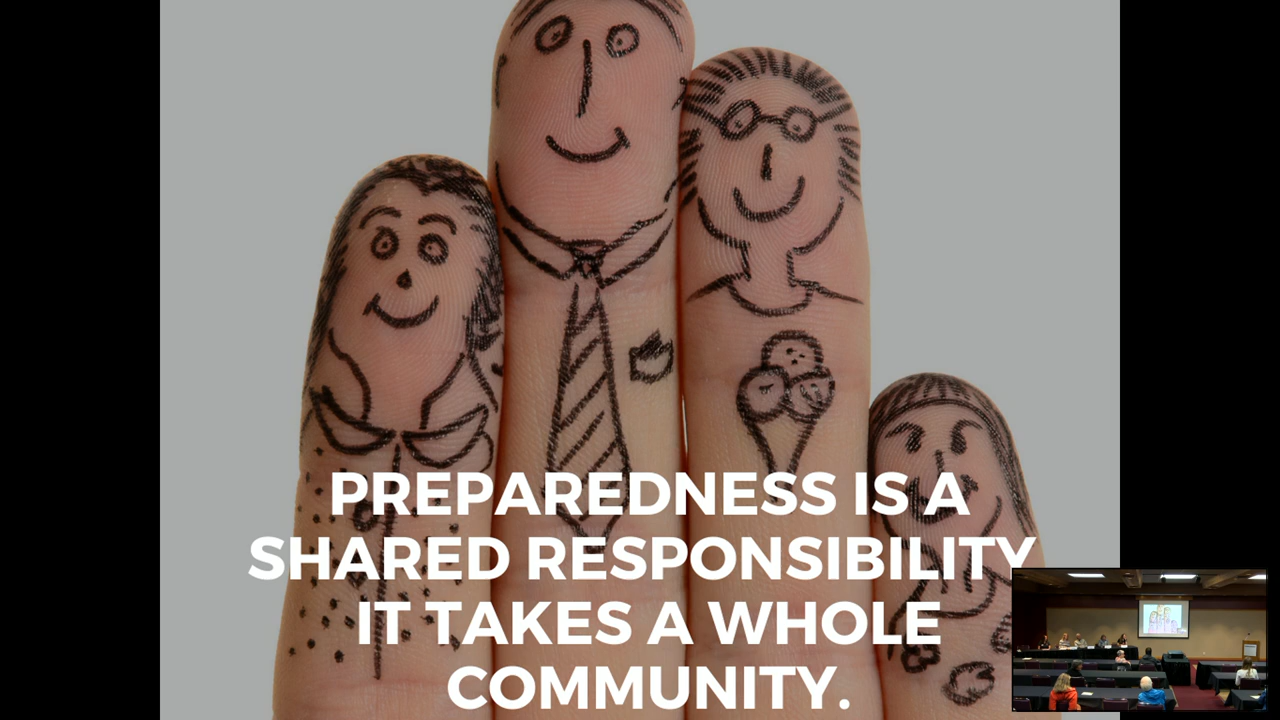 PREPAREDNESS IS A
SHARED RESPONSIBILITY
IT TAKES A WHOLE
COMMUNITY.